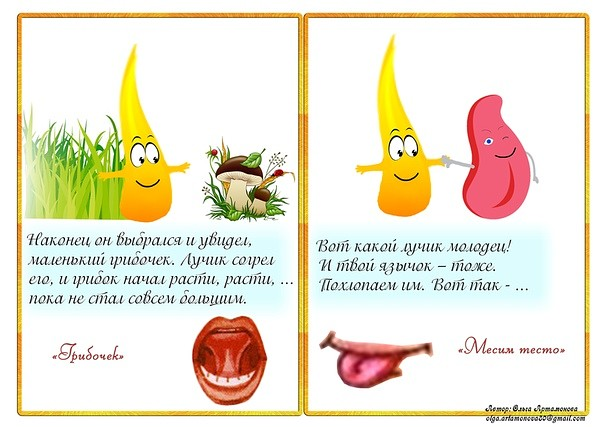 Наконец он выбрался и увидел,
маленький грибочек. Лучик согрел
его, и грибок начал расти, расти, ...
пока не стал совсем большим.
«Грибочек»
Вот какой лучик молодец!
И твой язычок – тоже.
Похлопаем им. Вот так - ...
«Месим тесто»
Автор: Ольга Артамонова
olga.artamonova80@gmail.com